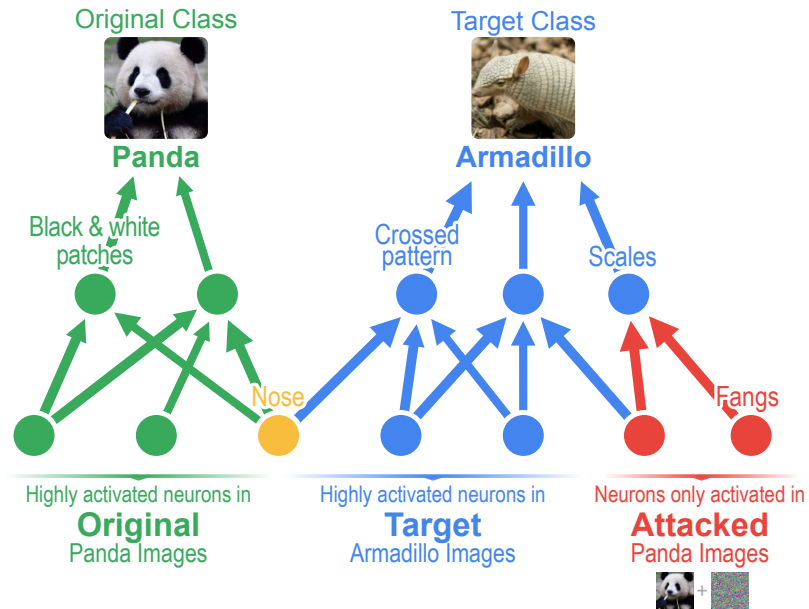 Original Class
Target Class
Panda
Armadillo
Black & white
patches
Crossed
pattern
Scales
Nose
Fangs
Highly activated neurons in
Original
Panda Images
Highly activated neurons in
Target
Armadillo Images
Neurons only activated in
Attacked
Panda Images
+